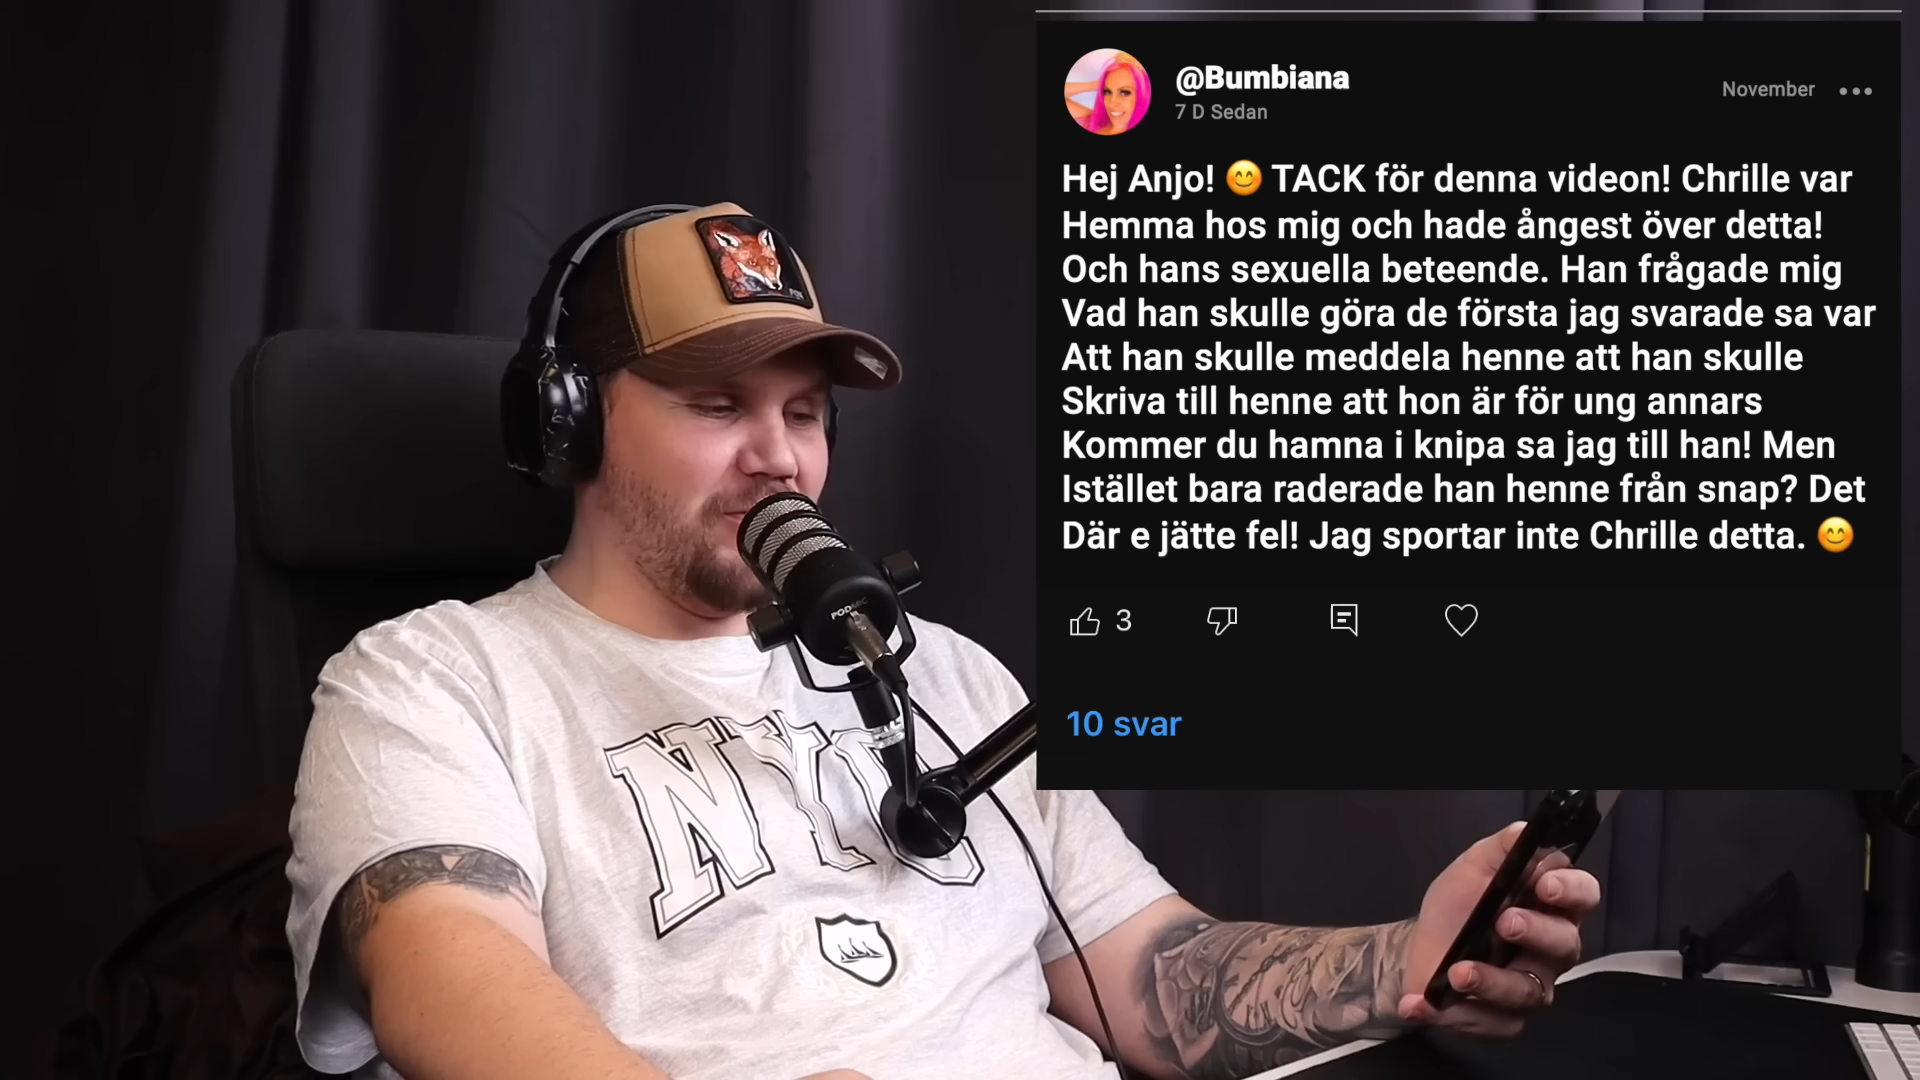 @Bumbiana
7 D Sedan
November
Hej Anjo! 😊 TACK för denna videon! Chrille var
Hemma hos mig och hade ångest över detta!
Och hans sexuella beteende. Han frågade mig
Vad han skulle göra de första jag svarade sa var
Att han skulle meddela henne att han skulle
Skriva till henne att hon är för ung annars
Kommer du hamna i knipa sa jag till han! Men
Istället bara raderade han henne från snap? Det
Där e jätte fel! Jag sportar inte Chrille detta. 😊
3
10 svar
FOX
PODMIC
NYC